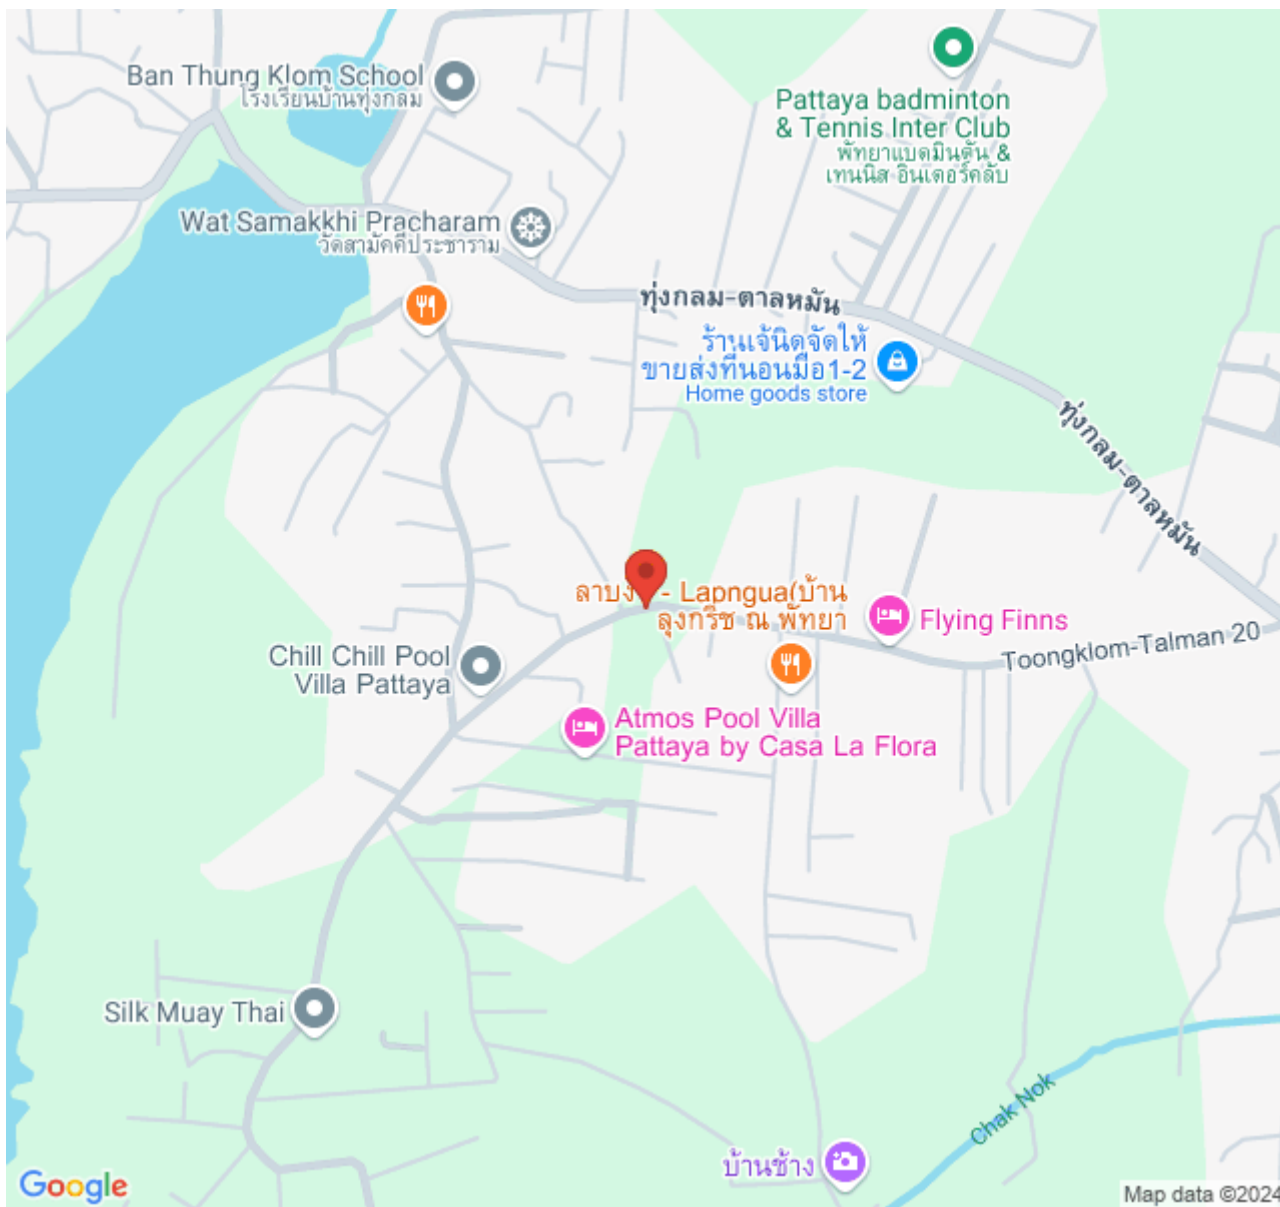 Ban Thung Klom School
โรงเรียนบ้านทุ่งกลม
Pattaya badminton
& Tennis Inter Club
พัทยาแบดมินตัน &
เทนนิส อินเตอร์คลับ
Wat Samakkhi Pracharam
วัดสามัคคีประชาราม
ทุ่งกลม-ตาลหมัน
ร้านเจ้นิดจัดให้
ขายส่งที่นอนมือ1-2
Home goods store
ทุ่งกลม-ตาลหมัน
- Lapngua(บ้าน
ลุงกริช ณ พัทยา
Flying Finns
Toongklom-Talman 20
Chill Chill Pool
Villa Pattaya
Atmos Pool Villa
Pattaya by Casa La Flora
Silk Muay Thai
Chak Nok
บ้านช้าง
Google
Map data ©2024